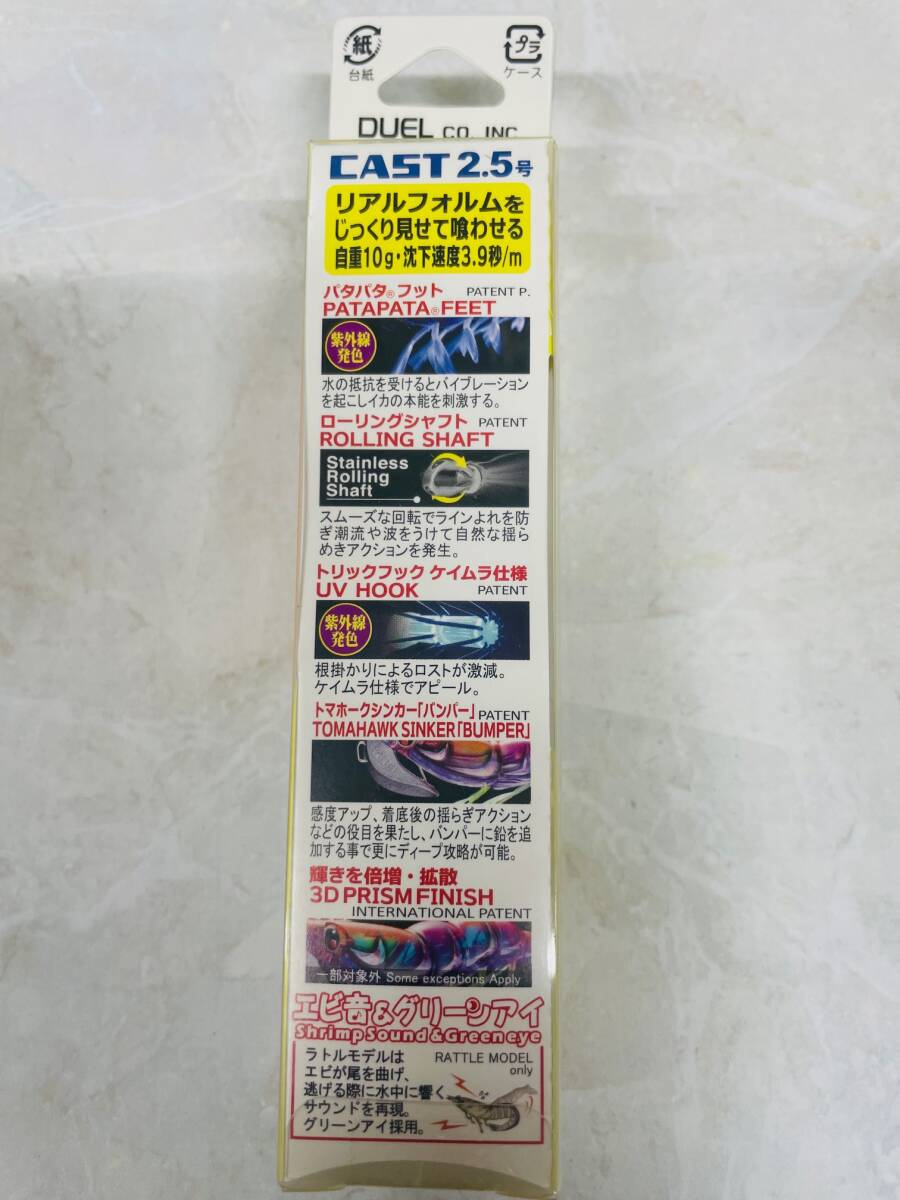 紙
台紙
プラ
ケース
DUEL CO. INC
CAST 2.5号
リアルフォルムを
じっくり見せて喰わせる
自重10g・沈下速度3.9秒/m
パタパタ®フット PATENT P.
PATAPATA®FEET
紫外線
発色
水の抵抗を受けるとバイブレーション
を起こしイカの本能を刺激する。
ローリングシャフト PATENT
ROLLING SHAFT
Stainless
Rolling
Shaft
スムーズな回転でラインよれを防
ぎ潮流や波をうけて自然な揺ら
めきアクションを発生。
トリックフック ケイムラ仕様
UV HOOK PATENT
紫外線
発色
根掛かりによるロストが激減。
ケイムラ仕様でアピール。
トマホークシンカー「バンパー」 PATENT
TOMAHAWK SINKER「BUMPER」
感度アップ、着底後の揺らぎアクション
などの役目を果たし、バンパーに鉛を追
加する事で更にディープ攻略が可能。
輝きを倍増・拡散
3D PRISM FINISH
INTERNATIONAL PATENT
一部対象外 Some exceptions Apply
エビ音&グリーンアイ
Shrimp Sound & Green eye
ラトルモデルは RATTLE MODEL
エビが尾を曲げ、 only
逃げる際に水中に響く
サウンドを再現。
グリーンアイ採用。